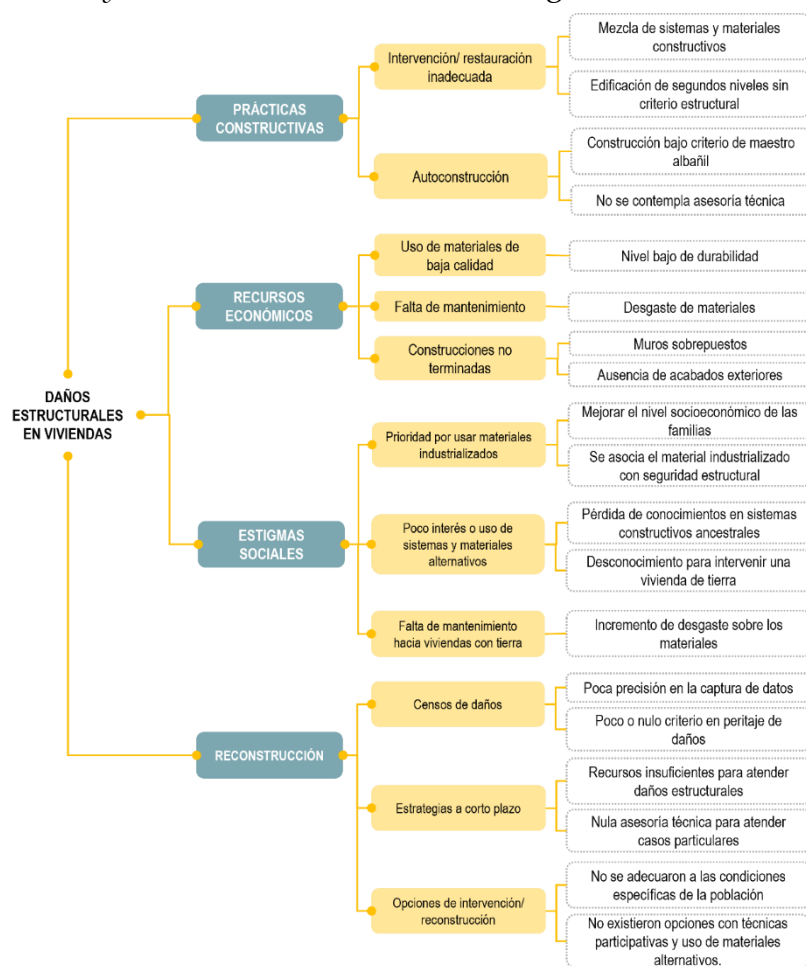 Mezcla de sistemas y materiales
constructivos
Intervención/ restauración
inadecuada
Edificación de segundos niveles sin
criterio estructural
PRÁCTICAS
CONSTRUCTIVAS
Construcción bajo criterio de maestro
albañil
Autoconstrucción
No se contempla asesoría técnica
Uso de materiales de
baja calidad
Nivel bajo de durabilidad
RECURSOS
ECONÓMICOS
Falta de mantenimiento
Desgaste de materiales
Construcciones no
terminadas
Muros sobrepuestos
Ausencia de acabados exteriores
DAÑOS
ESTRUCTURALES
EN VIVIENDAS
Mejorar el nivel socioeconómico de las
familias
Prioridad por usar materiales
industrializados
Se asocia el material industrializado
con seguridad estructural
ESTIGMAS
SOCIALES
Poco interés o uso de
sistemas y materiales
alternativos
Pérdida de conocimientos en sistemas
constructivos ancestrales
Desconocimiento para intervenir una
vivienda de tierra
Falta de mantenimiento
hacia viviendas con tierra
Incremento de desgaste sobre los
materiales
Censos de daños
Poca precisión en la captura de datos
Poco o nulo criterio en peritaje de
daños
RECONSTRUCCIÓN
Estrategias a corto plazo
Recursos insuficientes para atender
daños estructurales
Nula asesoría técnica para atender
casos particulares
Opciones de intervención/
reconstrucción
No se adecuaron a las condiciones
específicas de la población
No existieron opciones con técnicas
participativas y uso de materiales
alternativos.